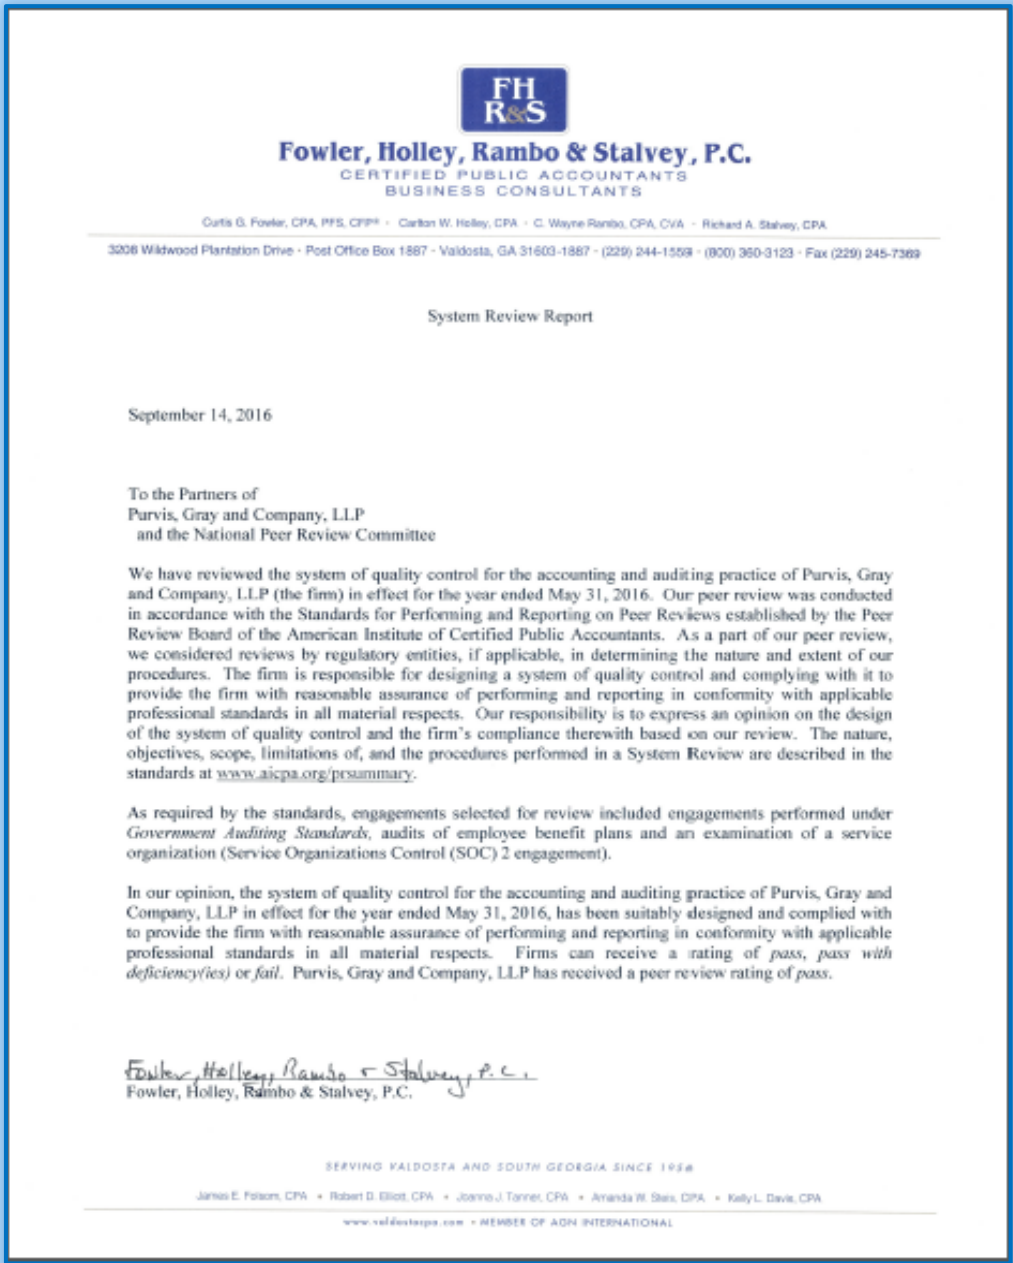 FH
R&S
Fowler, Holley, Rambo & Stalvey, P.C.
CERTIFIED PUBLIC ACCOUNTANTS
BUSINESS CONSULTANTS
Curtis G. Fowler, CPA, PFS, CFP® - Carlton W. Holley, CPA - C. Wayne Rambo, CPA, CVA - Richard A. Stalvey, CPA
3208 Wildwood Plantation Drive - Post Office Box 1887 - Valdosta, GA 31603-1887 - (229) 244-1559 - (800) 360-3123 - Fax (229) 245-7369
System Review Report
September 14, 2016
To the Partners of
Purvis, Gray and Company, LLP
and the National Peer Review Committee
We have reviewed the system of quality control for the accounting and auditing practice of Purvis, Gray
and Company, LLP (the firm) in effect for the year ended May 31, 2016. Our peer review was conducted
in accordance with the Standards for Performing and Reporting on Peer Reviews established by the Peer
Review Board of the American Institute of Certified Public Accountants. As a part of our peer review,
we considered reviews by regulatory entities, if applicable, in determining the nature and extent of our
procedures. The firm is responsible for designing a system of quality control and complying with it to
provide the firm with reasonable assurance of performing and reporting in conformity with applicable
professional standards in all material respects. Our responsibility is to express an opinion on the design
of the system of quality control and the firm's compliance therewith based on our review. The nature,
objectives, scope, limitations of, and the procedures performed in a System Review are described in the
standards at www.aicpa.org/prsummary.
As required by the standards, engagements selected for review included engagements performed under
Government Auditing Standards, audits of employee benefit plans and an examination of a service
organization (Service Organizations Control (SOC) 2 engagement).
In our opinion, the system of quality control for the accounting and auditing practice of Purvis, Gray and
Company, LLP in effect for the year ended May 31, 2016, has been suitably designed and complied with
to provide the firm with reasonable assurance of performing and reporting in conformity with applicable
professional standards in all material respects. Firms can receive a rating of pass, pass with
deficiency(ies) or fail. Purvis, Gray and Company, LLP has received a peer review rating of pass.
Fowler, Holley, Rambo & Stalvey, P.C.
Fowler, Holley, Rambo & Stalvey, P.C.
SERVING VALDOSTA AND SOUTH GEORGIA SINCE 1956
James E. Folsom, CPA • Robert D. Elliott, CPA • Joanna J. Tanner, CPA • Amanda W. CPA • Kelly L. Davis, CPA
www.valdostacpa.com • MEMBER OF AGN INTERNATIONAL